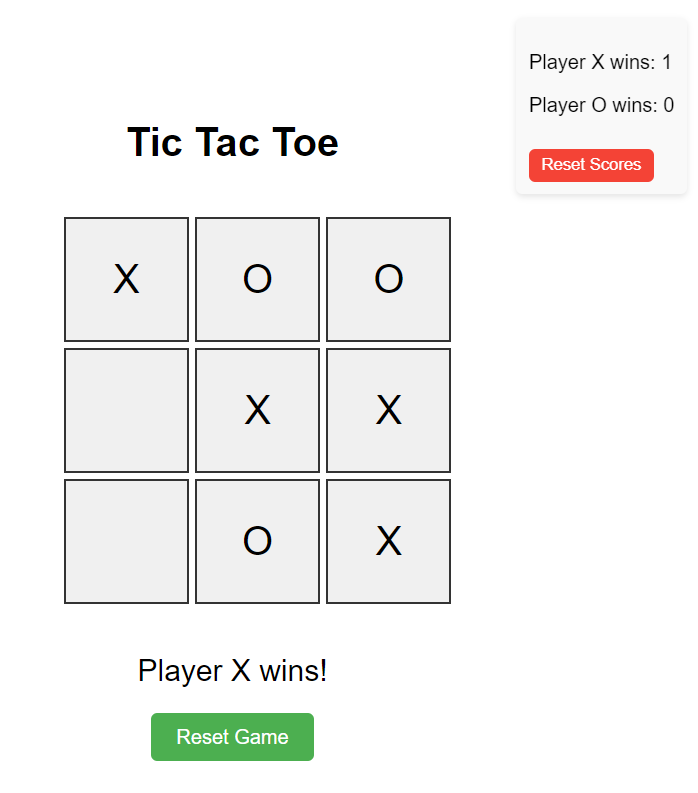 Player X wins: 1
Player O wins: 0
Reset Scores
Tic Tac Toe
X O O
X X
O X
Player X wins!
Reset Game